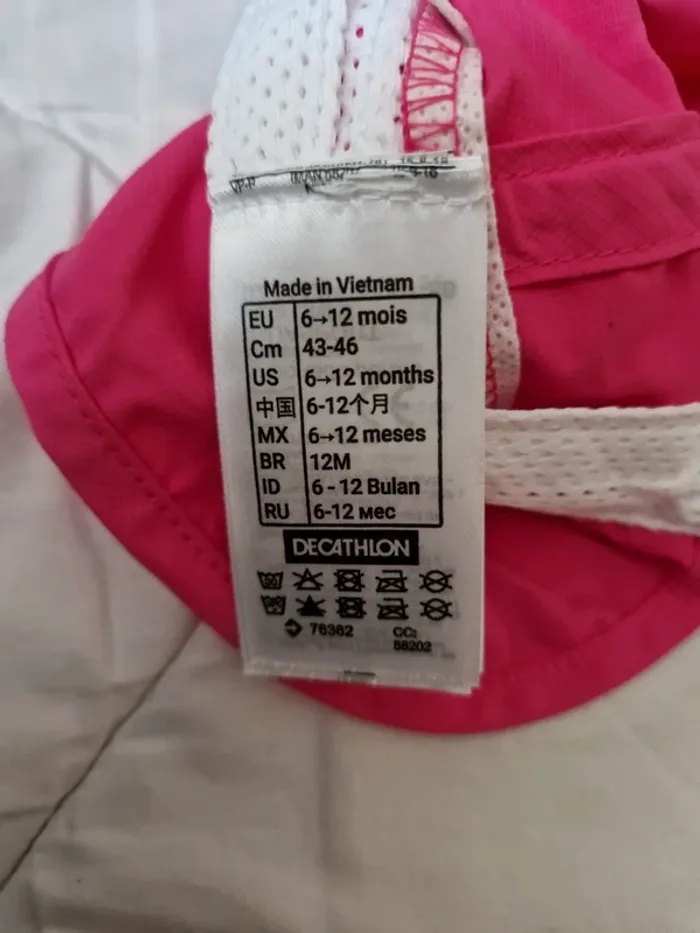 Made in Vietnam
EU 6→12 mois
Cm 43-46
US 6→12 months
中国 6-12个月
MX 6→12 meses
BR 12M
ID 6 - 12 Bulan
RU 6-12 мес
DECATHLON
76362 CC:
56202